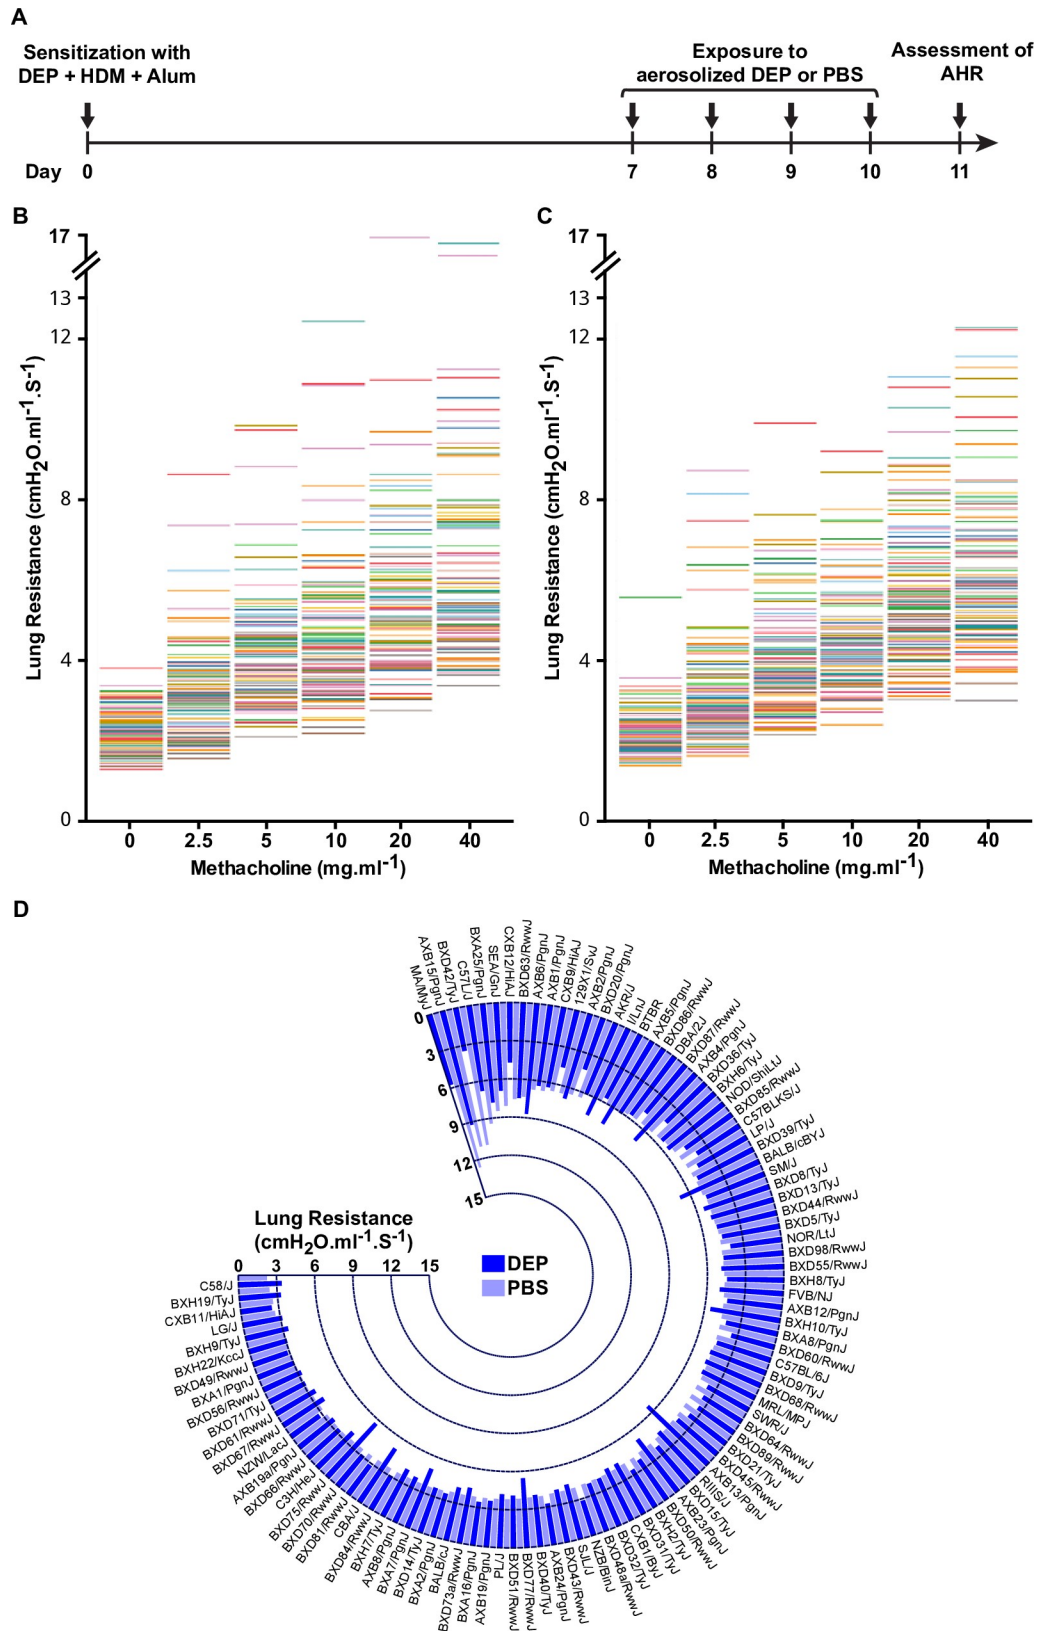 A
Sensitization with
DEP + HDM + Alum
Exposure to
aerosolized DEP or PBS
Assessment of
AHR
Day 0 7 8 9 10 11
B
17
13
12
8
4
0
Lung Resistance (cmH2O.ml-1.S-1)
0 2.5 5 10 20 40
Methacholine (mg.ml-1)
C
17
13
12
8
4
0
Lung Resistance (cmH2O.ml-1.S-1)
0 2.5 5 10 20 40
Methacholine (mg.ml-1)
D
MA/MyJ
AXB15/PgnJ
BXD42/TyJ
C57L/J
BXA25/PgnJ
SEA/GnJ
CXB12/HiAJ
BXD63/RwwJ
AXB6/PgnJ
AXB1/PgnJ
CXB9/HiAJ
129X1/SvJ
AXB2/PgnJ
BXD20/PgnJ
AKR/J
I/LnJ
BTBR
AXB5/PgnJ
BXD86/RwwJ
DBA/2J
BXD87/RwwJ
AXB4/PgnJ
BXD36/TyJ
BXH6/TyJ
NOD/ShiLtJ
BXD85/RwwJ
C57BLKS/J
LP/J
BXD39/TyJ
BALB/cBYJ
SM/J
BXD8/TyJ
BXD13/TyJ
BXD44/RwwJ
BXD5/TyJ
NOR/LtJ
BXD98/RwwJ
BXD55/RwwJ
BXH8/TyJ
FVB/NJ
AXB12/PgnJ
BXH10/TyJ
BXA8/PgnJ
BXD60/RwwJ
C57BL/6J
BXD9/TyJ
BXD68/RwwJ
MRL/MPJ
SWR/J
BXD64/RwwJ
BXD69/RwwJ
BXD21/TyJ
BXD45/RwwJ
AXB13/PgnJ
RIIIS/J
BXD15/TyJ
AXB23/PgnJ
BXD50/RwwJ
BXH2/TyJ
BXD31/TyJ
CXB1/ByJ
BXD32/TyJ
BXD48a/RwwJ
NZB/BinJ
SJL/J
BXD43/RwwJ
AXB24/PgnJ
BXD40/TyJ
BXD77/RwwJ
BXD51/RwwJ
PL/J
AXB19/PgnJ
BXA16/PgnJ
BXD73a/RwwJ
BALB/cJ
BXA2/PgnJ
BXD14/TyJ
BXA7/PgnJ
AXB8/PgnJ
BXH7/TyJ
BXD84/RwwJ
CBA/J
BXD81/RwwJ
BXD70/RwwJ
BXD75/RwwJ
C3H/HeJ
BXD66/RwwJ
AXB19a/PgnJ
NZW/LacJ
BXD67/RwwJ
BXD61/RwwJ
BXD71/TyJ
BXD56/RwwJ
BXA1/PgnJ
BXD49/RwwJ
BXH22/KccJ
BXH9/TyJ
LG/J
CXB11/HiAJ
BXH19/TyJ
C58/J
0
3
6
9
12
15
Lung Resistance
(cmH2O.ml-1.S-1)
0 3 6 9 12 15
DEP
PBS